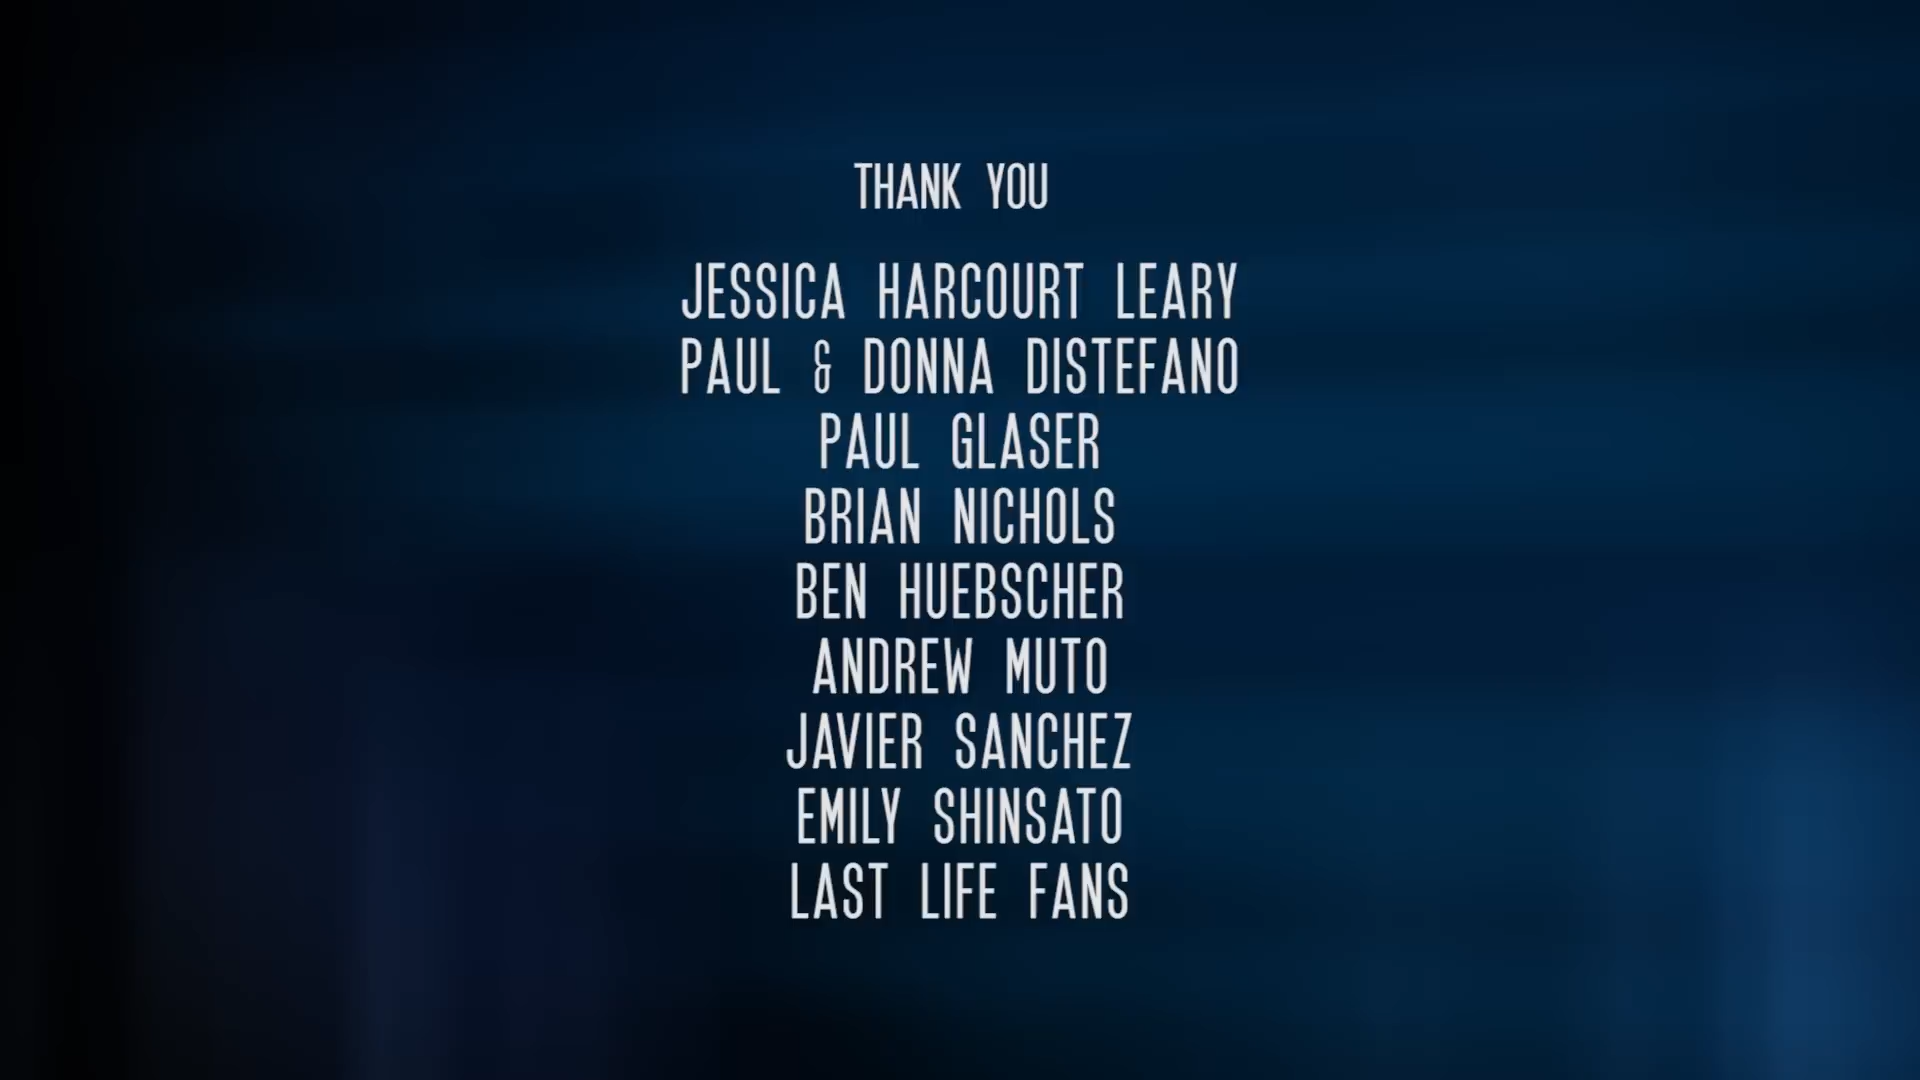 THANK YOU
JESSICA HARCOURT LEARY
PAUL & DONNA DISTEFANO
PAUL GLASER
BRIAN NICHOLS
BEN HUEBSCHER
ANDREW MUTO
JAVIER SANCHEZ
EMILY SHINSATO
LAST LIFE FANS